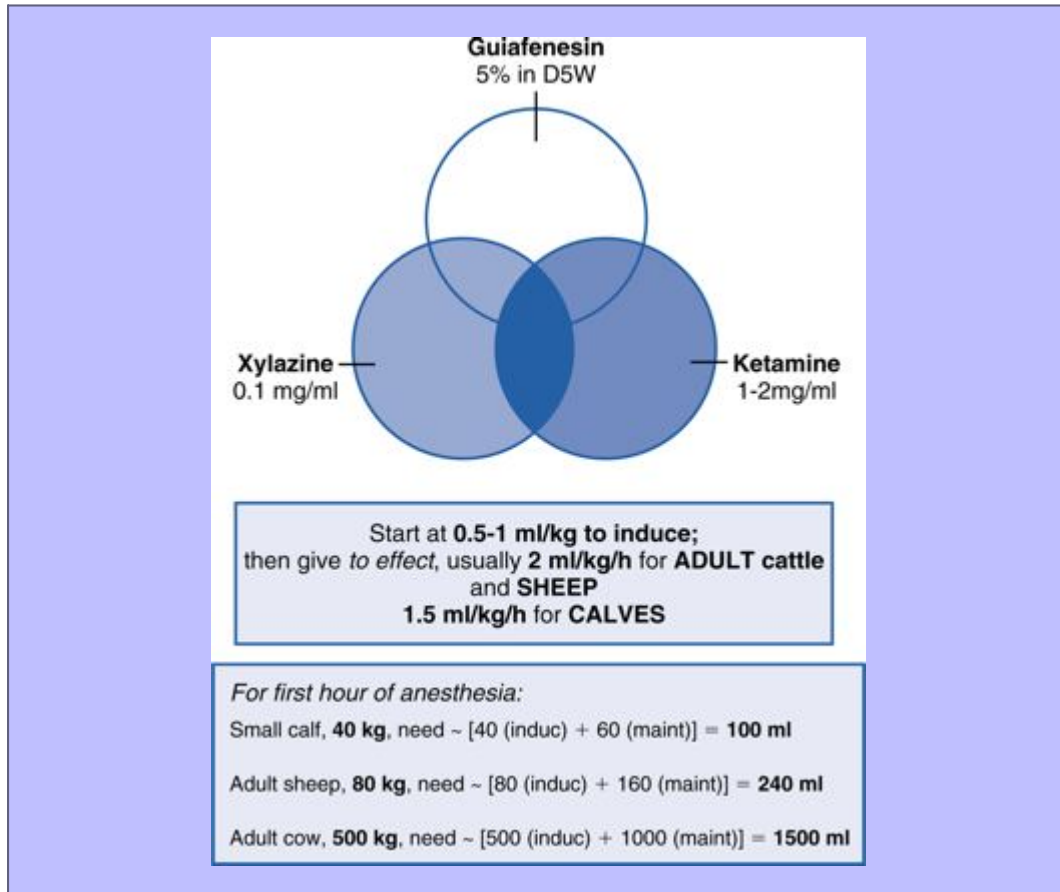 Guiafenesin
5% in D5W
Xylazine
0.1 mg/ml
Ketamine
1-2mg/ml
Start at 0.5-1 ml/kg to induce;
then give to effect, usually 2 ml/kg/h for ADULT cattle
and SHEEP
1.5 ml/kg/h for CALVES
For first hour of anesthesia:
Small calf, 40 kg, need ~ [40 (induc) + 60 (maint)] = 100 ml
Adult sheep, 80 kg, need ~ [80 (induc) + 160 (maint)] = 240 ml
Adult cow, 500 kg, need ~ [500 (induc) + 1000 (maint)] = 1500 ml